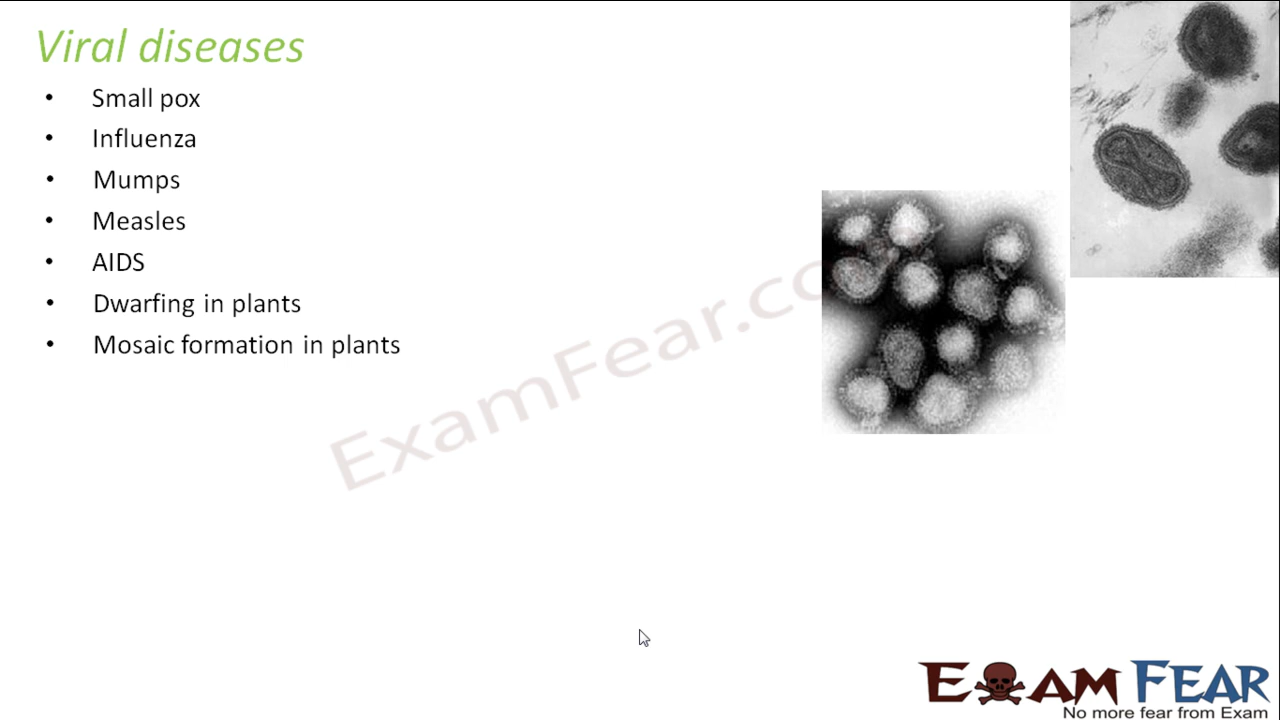 Viral diseases
• Small pox
• Influenza
• Mumps
• Measles
• AIDS
• Dwarfing in plants
• Mosaic formation in plants
ExamFear.co
EXAM FEAR
No more fear from Exam